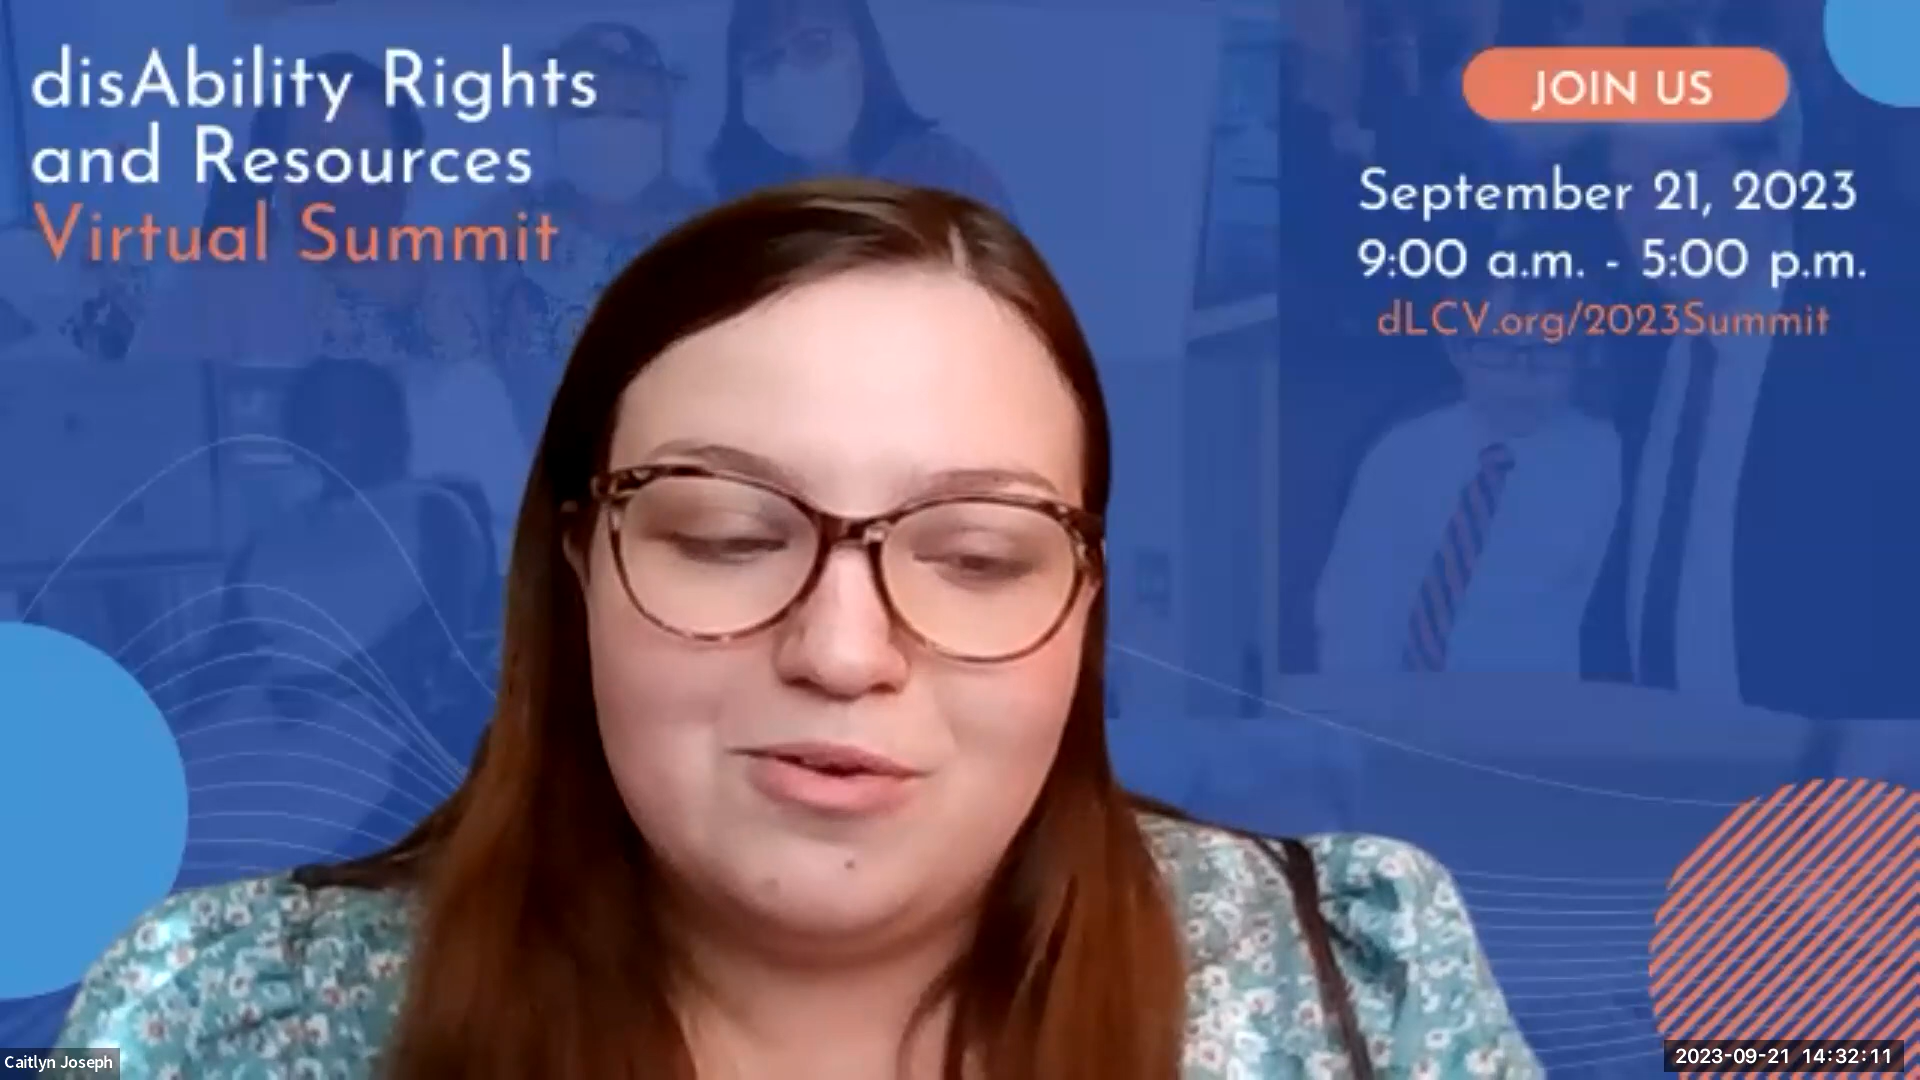 disAbility Rights
and Resources
Virtual Summit
JOIN US
September 21, 2023
9:00 a.m. - 5:00 p.m.
dLCV.org/2023Summit
Caitlyn Joseph
2023-09-21 14:32:11